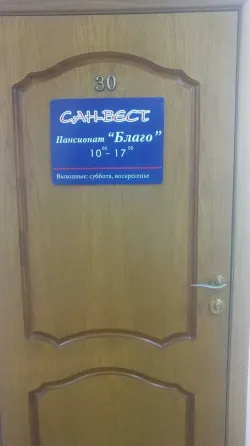 30
САН-ВЕСТ
Пансионат "Благо"
10⁰⁰ - 17⁰⁰
Выходные: суббота, воскресенье